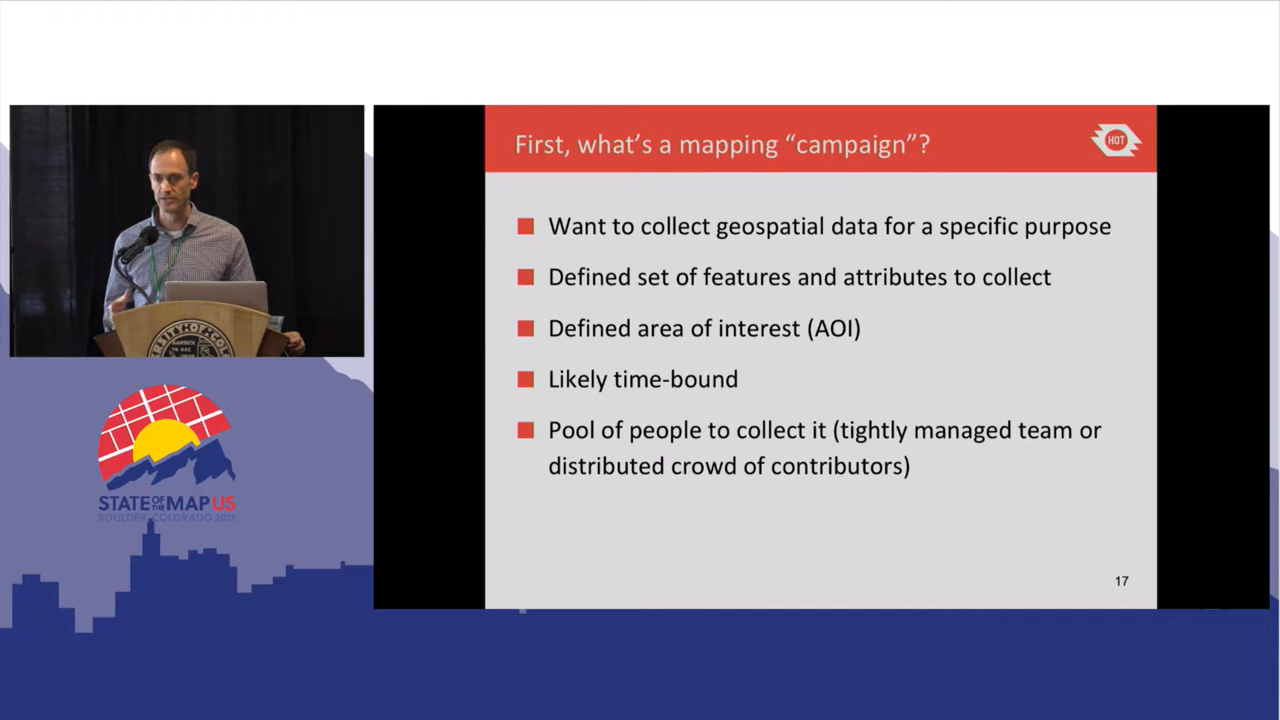 First, what's a mapping “campaign”?
HOT
Want to collect geospatial data for a specific purpose
Defined set of features and attributes to collect
Defined area of interest (AOI)
Likely time-bound
Pool of people to collect it (tightly managed team or
distributed crowd of contributors)
17
STATE OF THE MAP US
BOULDER, COLORADO 2017